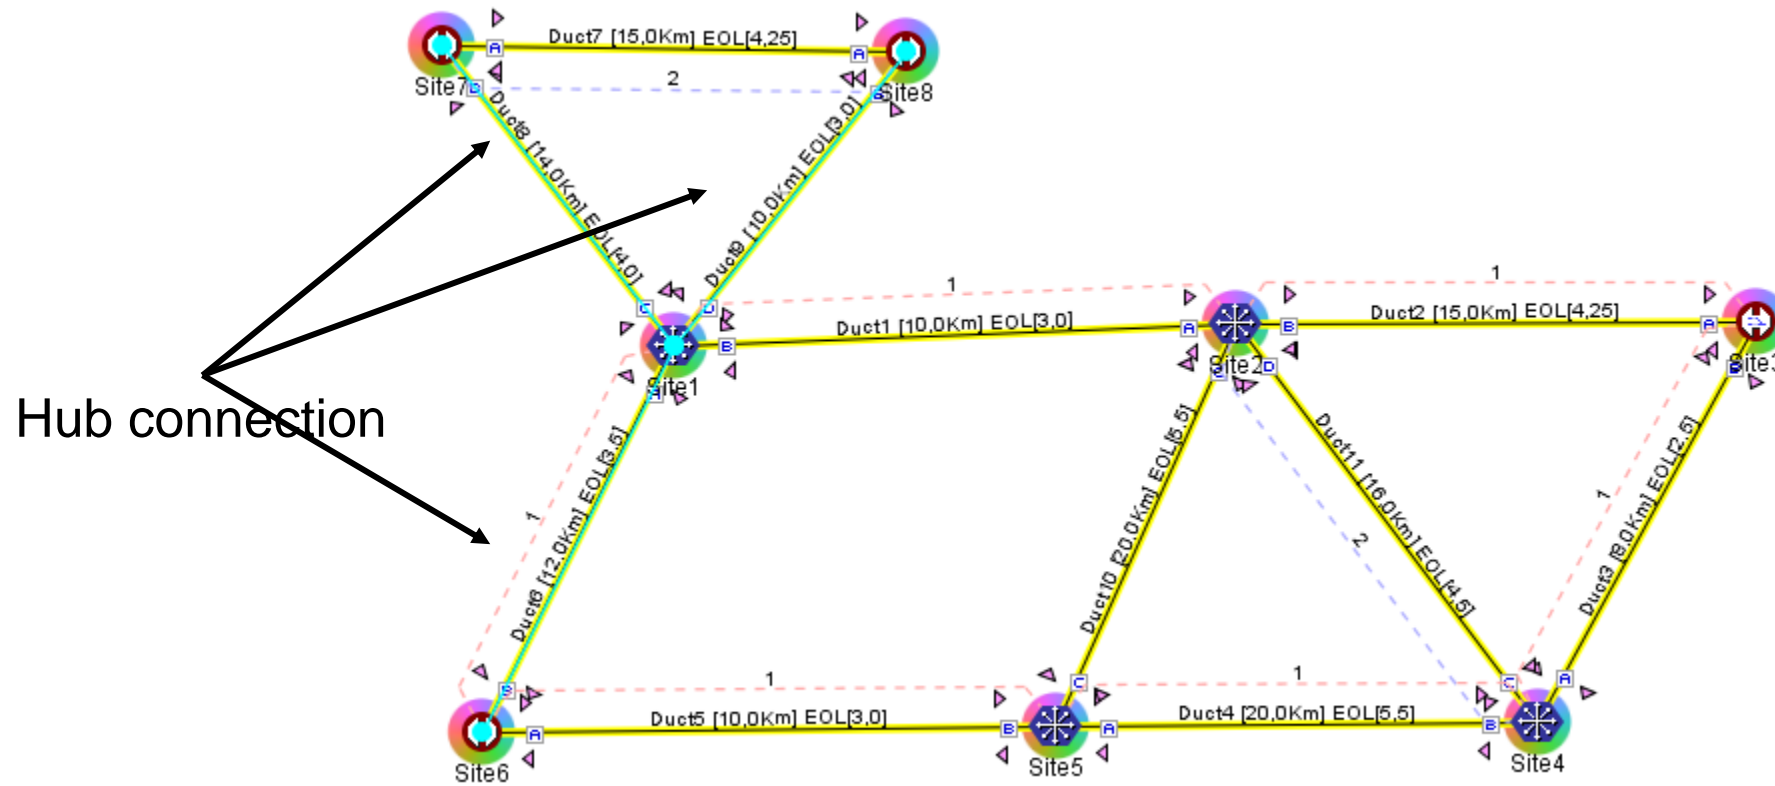 Duct7 [15,0Km] EOL[4,25]
A
A
2
Site7
B
B
Site8
Duct8 [14,0Km] EOL[4,0]
Duct9 [10,0Km] EOL[3,0]
C
D
1
1
Duct1 [10,0Km] EOL[3,0]
B
A
Duct2 [15,0Km] EOL[4,25]
B
A
Site1
A
Site2
D
B
Hub connection
1
Duct6 [12,0Km] EOL[3,5]
Duct10 [20,0Km] EOL[5,5]
Duct11 [16,0Km] EOL[4,5]
2
1
Duct3 [8,0Km] EOL[2,5]
B
1
C
1
C
A
Duct5 [10,0Km] EOL[3,0]
A
B
Duct4 [20,0Km] EOL[5,5]
A
B
Site6
Site5
Site4